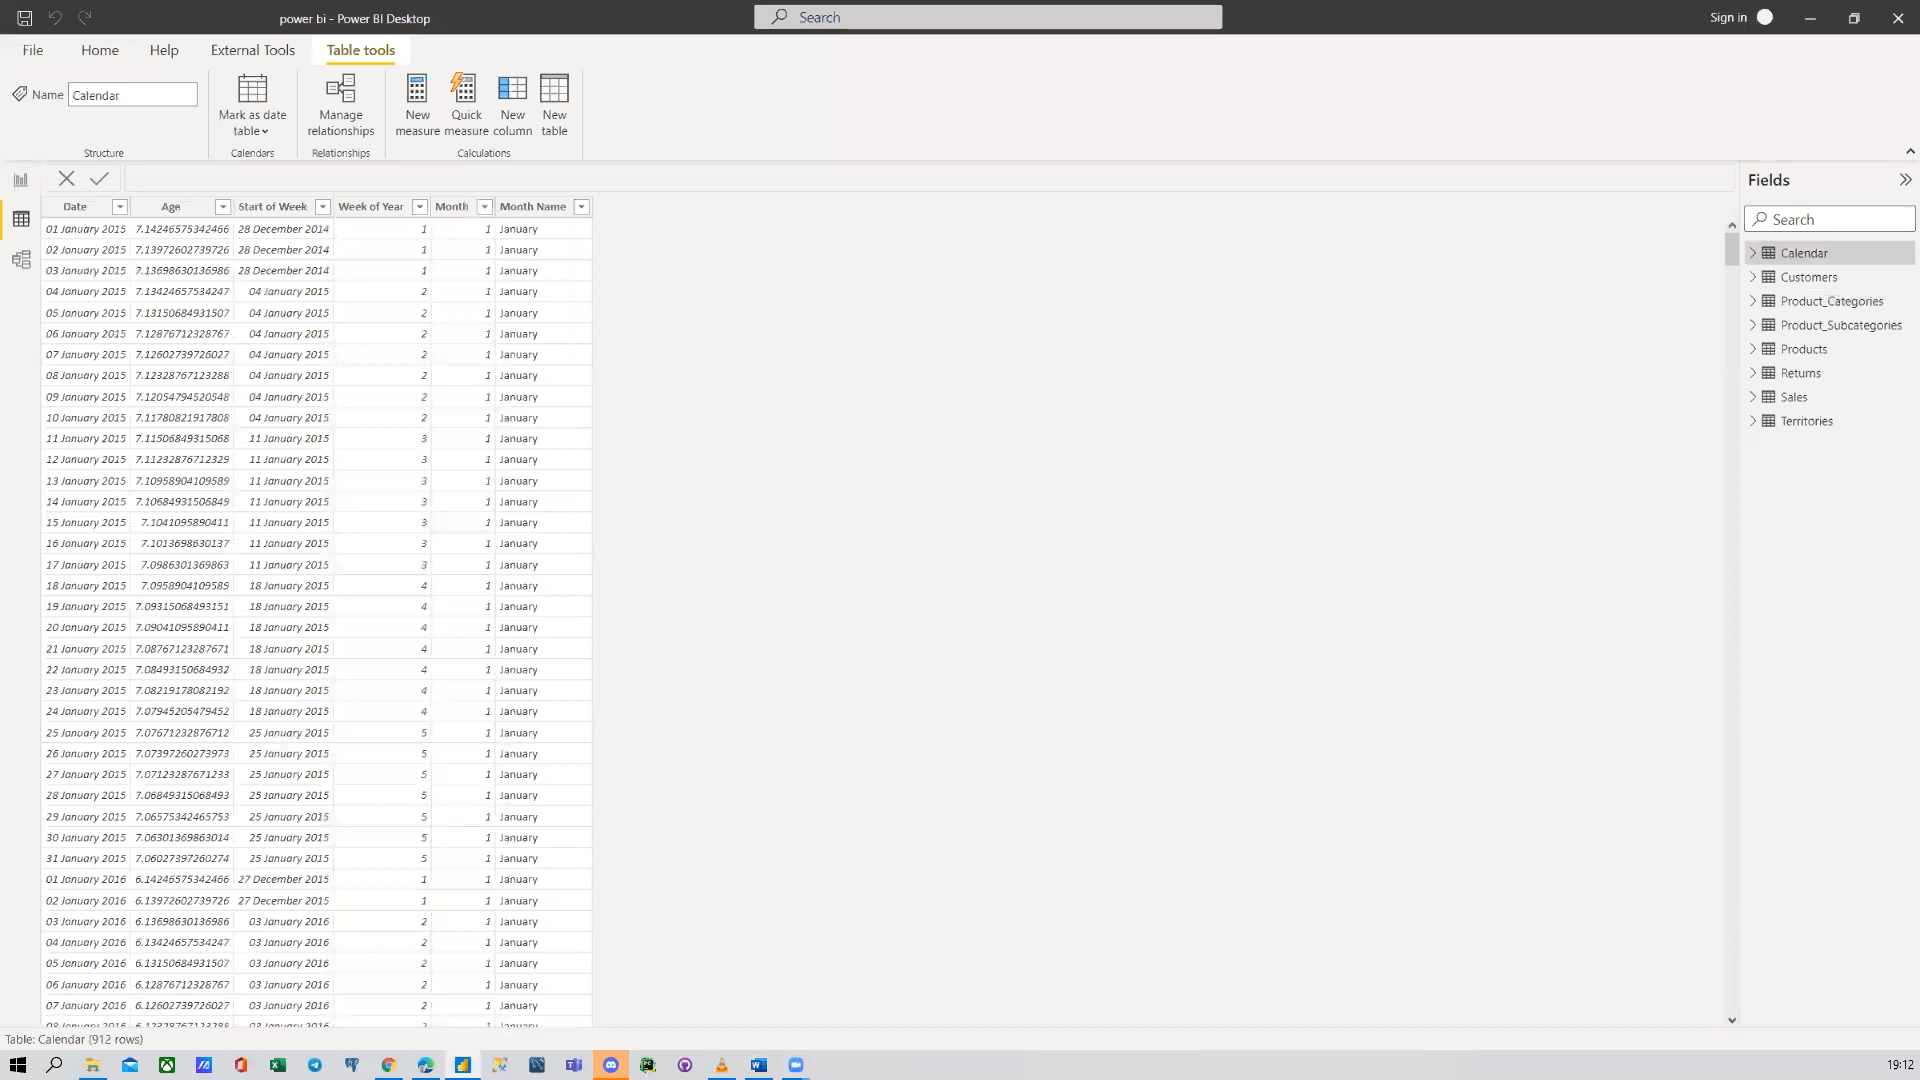 power bi - Power BI Desktop
Search
Sign in
File
Home
Help
External Tools
Table tools
Name
Calendar
Mark as date table
Manage relationships
New measure
Quick measure
New column
New table
Structure
Calendars
Relationships
Calculations
Date Age Start of Week Week of Year Month Month Name
01 January 2015 7.14246575342466 28 December 2014 1 1 January
02 January 2015 7.13972602739726 28 December 2014 1 1 January
03 January 2015 7.13698630136986 28 December 2014 1 1 January
04 January 2015 7.13424657534247 04 January 2015 2 1 January
05 January 2015 7.13150684931507 04 January 2015 2 1 January
06 January 2015 7.12876712328767 04 January 2015 2 1 January
07 January 2015 7.12602739726027 04 January 2015 2 1 January
08 January 2015 7.12328767123288 04 January 2015 2 1 January
09 January 2015 7.12054794520548 04 January 2015 2 1 January
10 January 2015 7.11780821917808 04 January 2015 2 1 January
11 January 2015 7.11506849315068 11 January 2015 3 1 January
12 January 2015 7.11232876712329 11 January 2015 3 1 January
13 January 2015 7.10958904109589 11 January 2015 3 1 January
14 January 2015 7.10684931506849 11 January 2015 3 1 January
15 January 2015 7.1041095890411 11 January 2015 3 1 January
16 January 2015 7.1013698630137 11 January 2015 3 1 January
17 January 2015 7.0986301369863 11 January 2015 3 1 January
18 January 2015 7.0958904109589 18 January 2015 4 1 January
19 January 2015 7.09315068493151 18 January 2015 4 1 January
20 January 2015 7.09041095890411 18 January 2015 4 1 January
21 January 2015 7.08767123287671 18 January 2015 4 1 January
22 January 2015 7.08493150684932 18 January 2015 4 1 January
23 January 2015 7.08219178082192 18 January 2015 4 1 January
24 January 2015 7.07945205479452 18 January 2015 4 1 January
25 January 2015 7.07671232876712 25 January 2015 5 1 January
26 January 2015 7.07397260273973 25 January 2015 5 1 January
27 January 2015 7.07123287671233 25 January 2015 5 1 January
28 January 2015 7.06849315068493 25 January 2015 5 1 January
29 January 2015 7.06575342465753 25 January 2015 5 1 January
30 January 2015 7.06301369863014 25 January 2015 5 1 January
31 January 2015 7.06027397260274 25 January 2015 5 1 January
01 January 2016 6.14246575342466 27 December 2015 1 1 January
02 January 2016 6.13972602739726 27 December 2015 1 1 January
03 January 2016 6.13698630136986 03 January 2016 2 1 January
04 January 2016 6.13424657534247 03 January 2016 2 1 January
05 January 2016 6.13150684931507 03 January 2016 2 1 January
06 January 2016 6.12876712328767 03 January 2016 2 1 January
07 January 2016 6.12602739726027 03 January 2016 2 1 January
08 January 2016 6.12328767123288 03 January 2016 2 1 January
Fields
Search
Calendar
Customers
Product_Categories
Product_Subcategories
Products
Returns
Sales
Territories
Table: Calendar (912 rows)
19:12